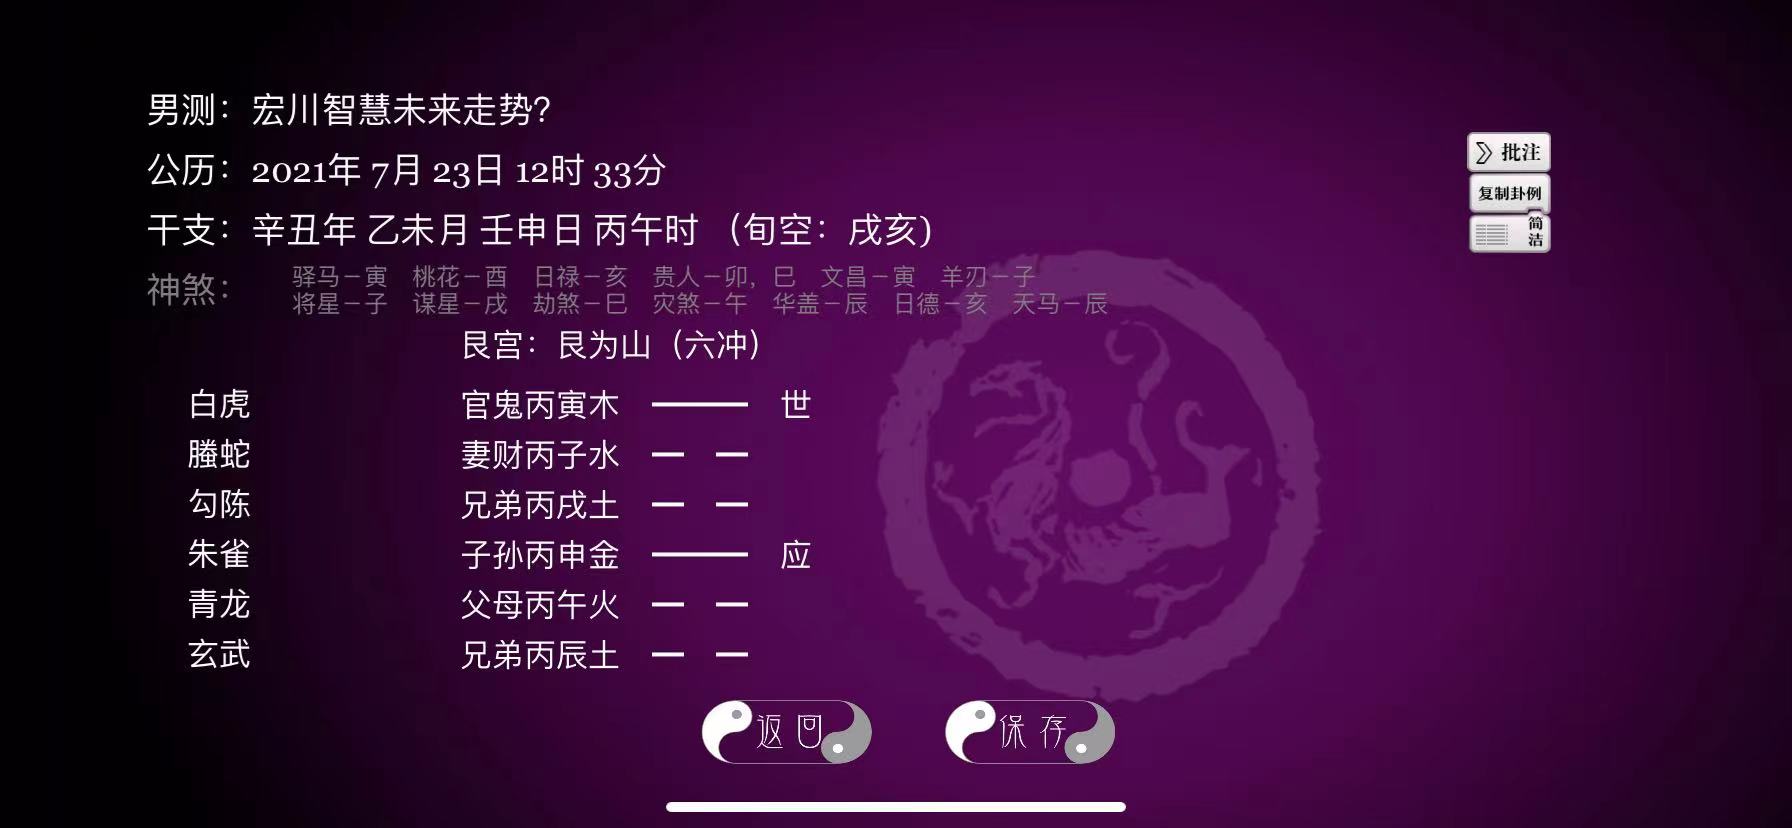 男测：宏川智慧未来走势？
公历：2021年 7月 23日 12时 33分
干支：辛丑年 乙未月 壬申日 丙午时 （旬空：戌亥）
神煞：
驿马－寅 桃花－酉 日禄－亥 贵人－卯，巳 文昌－寅 羊刃－子
将星－子 谋星－戌 劫煞－巳 灾煞－午 华盖－辰 日德－亥 天马－辰
艮宫：艮为山（六冲）
白虎 官鬼丙寅木 世
螣蛇 妻财丙子水
勾陈 兄弟丙戌土
朱雀 子孙丙申金 应
青龙 父母丙午火
玄武 兄弟丙辰土
批注
复制卦例
简洁
返回 保存